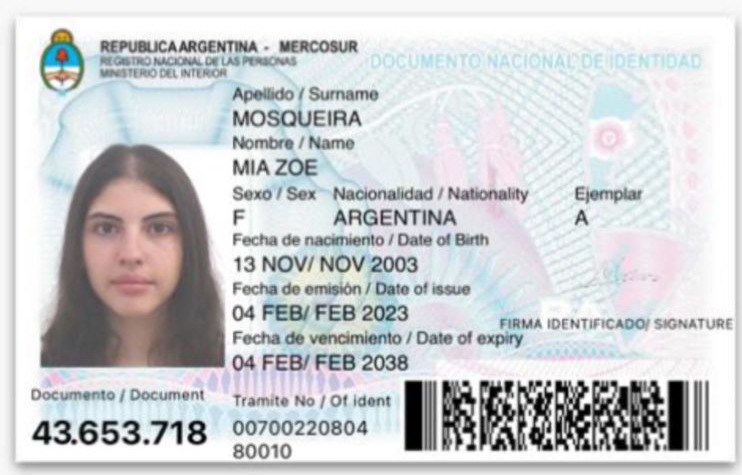 REPUBLICA ARGENTINA - MERCOSUR
REGISTRO NACIONAL DE LAS PERSONAS
MINISTERIO DEL INTERIOR
DOCUMENTO NACIONAL DE IDENTIDAD
Apellido / Surname
MOSQUEIRA
Nombre / Name
MIA ZOE
Sexo / Sex Nacionalidad / Nationality Ejemplar
F ARGENTINA A
Fecha de nacimiento / Date of Birth
13 NOV/ NOV 2003
Fecha de emisión / Date of issue
04 FEB/ FEB 2023
FIRMA IDENTIFICADO/ SIGNATURE
Fecha de vencimiento / Date of expiry
04 FEB/ FEB 2038
Documento / Document
43.653.718
Tramite No / Of ident
00700220804
80010